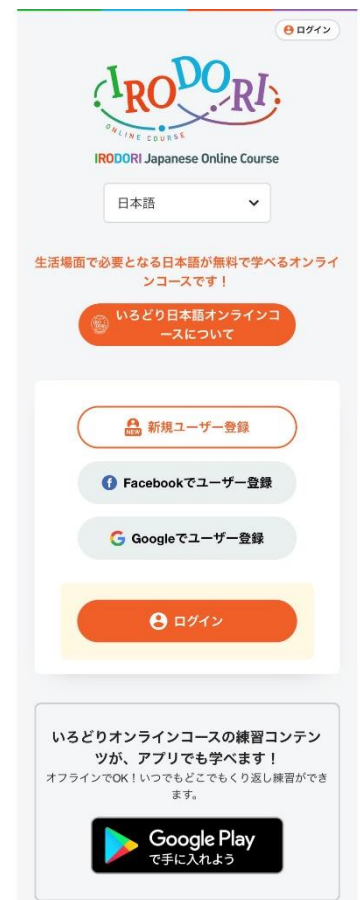 ログイン
IRODORI
ONLINE COURSE
IRODORI Japanese Online Course
日本語
生活場面で必要となる日本語が無料で学べるオンライ
ンコースです！
いろどり日本語オンラインコ
ースについて
NEW 新規ユーザー登録
Facebookでユーザー登録
Googleでユーザー登録
ログイン
いろどりオンラインコースの練習コンテン
ツが、アプリでも学べます！
オフラインでOK！いつでもどこでもくり返し練習ができ
ます。
Google Play
で手に入れよう